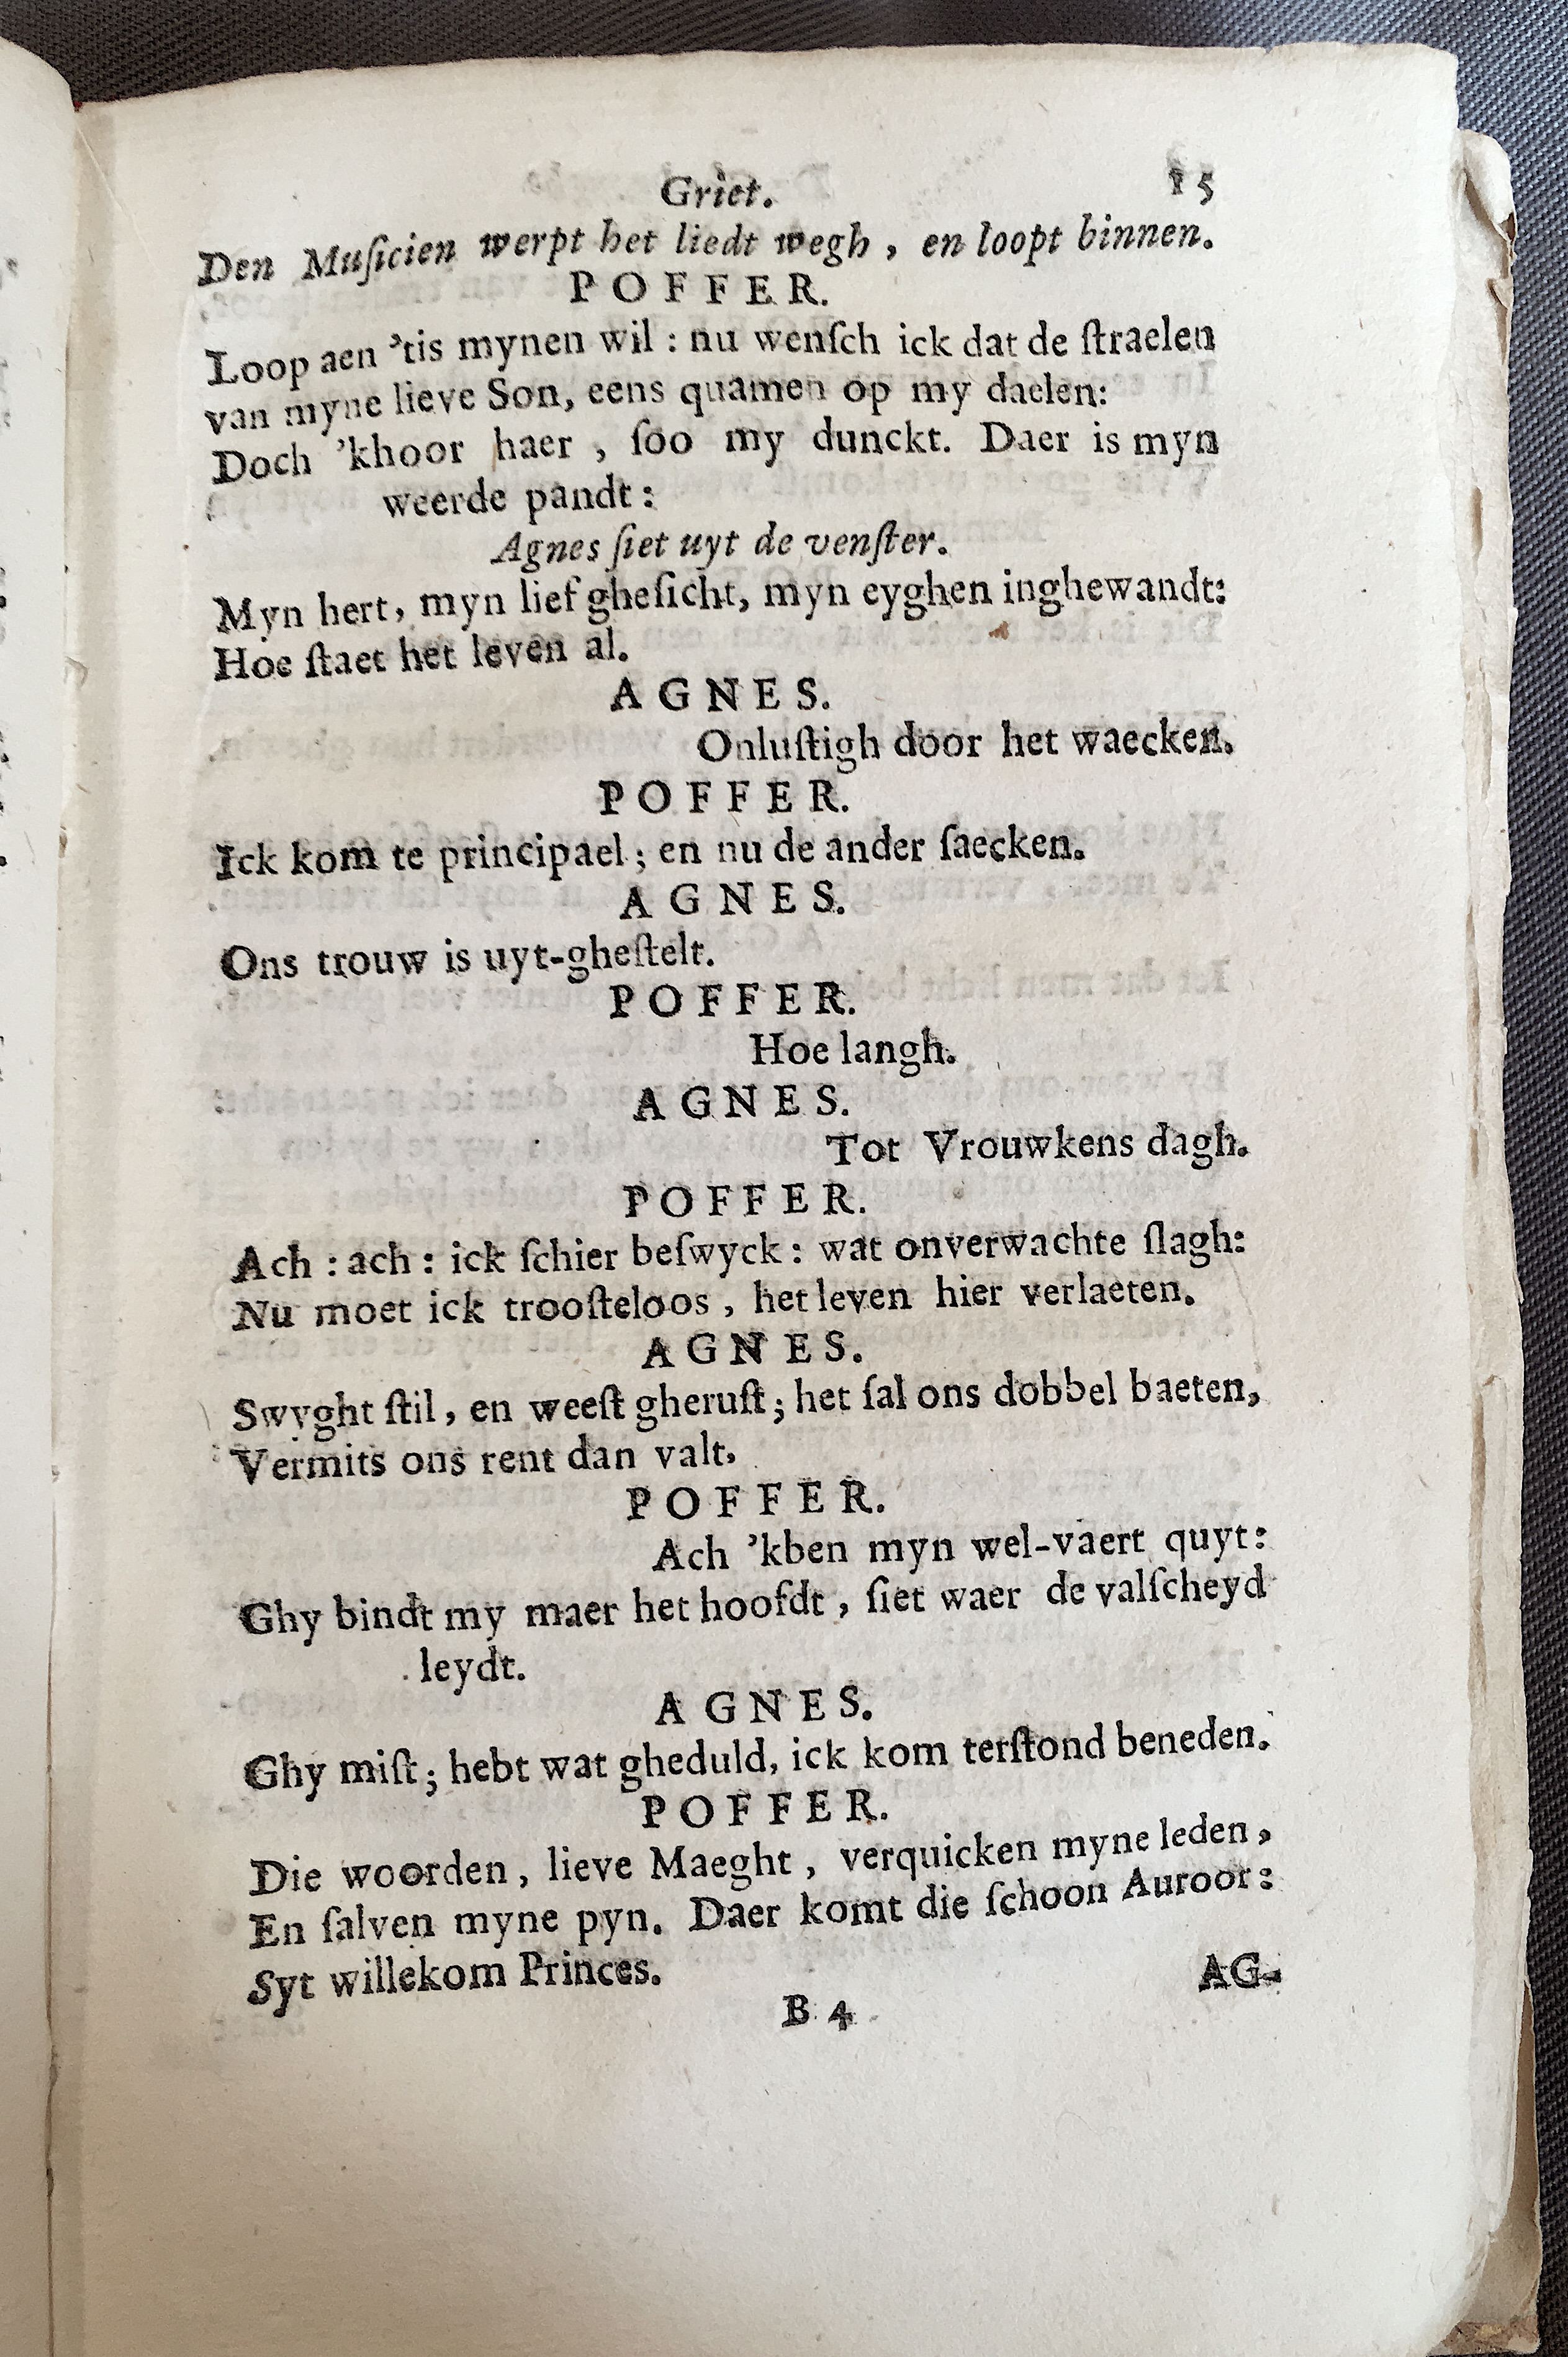 Griet. 15
Den Muſicien werpt het liedt wegh, en loopt binnen.
POFFER.
Loop aen 'tis mynen wil: nu wenſch ick dat de ſtraelen
van myne lieve Son, eens quamen op my daelen:
Doch 'khoor haer, ſoo my dunckt. Daer is myn
weerde pandt:
Agnes ſiet uyt de venſter.
Myn hert, myn lief gheſicht, myn eyghen inghewandt:
Hoe ſtaet het leven al.
AGNES.
Onluſtigh door het waecken.
POFFER.
Ick kom te principael; en nu de ander ſaecken.
AGNES.
Ons trouw is uyt-gheſtelt.
POFFER.
Hoe langh.
AGNES.
Tot Vrouwkens dagh.
POFFER.
Ach: ach: ick ſchier beſwyck: wat onverwachte ſlagh:
Nu moet ick trooſteloos, het leven hier verlaeten.
AGNES.
Swyght ſtil, en weeſt gheruſt; het ſal ons dobbel baeten,
Vermits ons rent dan valt.
POFFER.
Ach 'kben myn wel-vaert quyt:
Ghy bindt my maer het hoofdt, ſiet waer de valſcheyd
leydt.
AGNES.
Ghy miſt; hebt wat gheduld, ick kom terſtond beneden.
POFFER.
Die woorden, lieve Maeght, verquicken myne leden,
En ſalven myne pyn. Daer komt die ſchoon Auroor:
Syt willekom Princes.
AG-
B 4